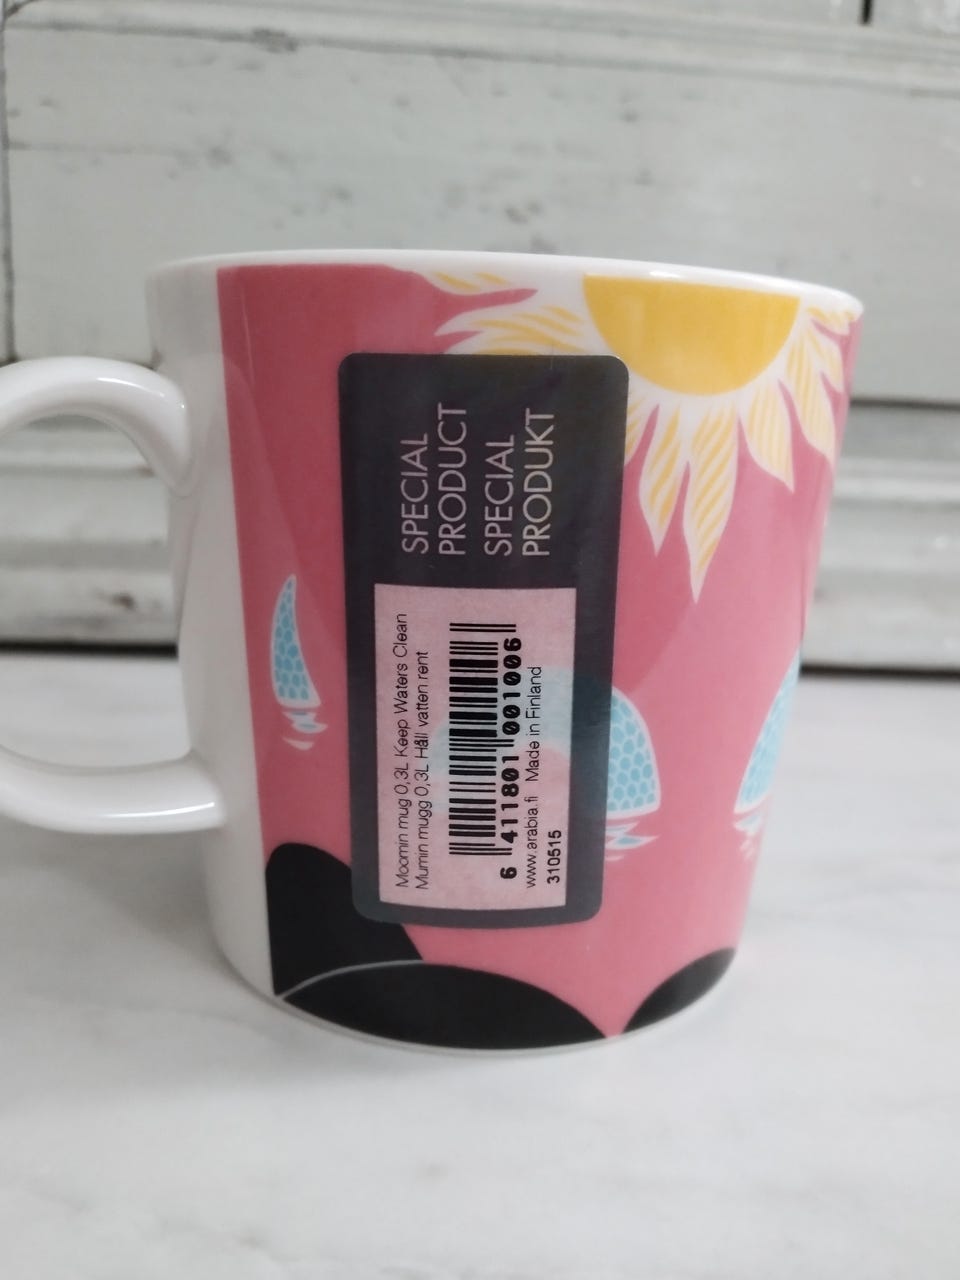 SPECIAL
PRODUCT
SPECIAL
PRODUKT
Moomin mug 0,3L Keep Waters Clean
Mumin mugg 0,3L Håll vatten rent
6 411801 001006
www.arabia.fi Made in Finland
310515